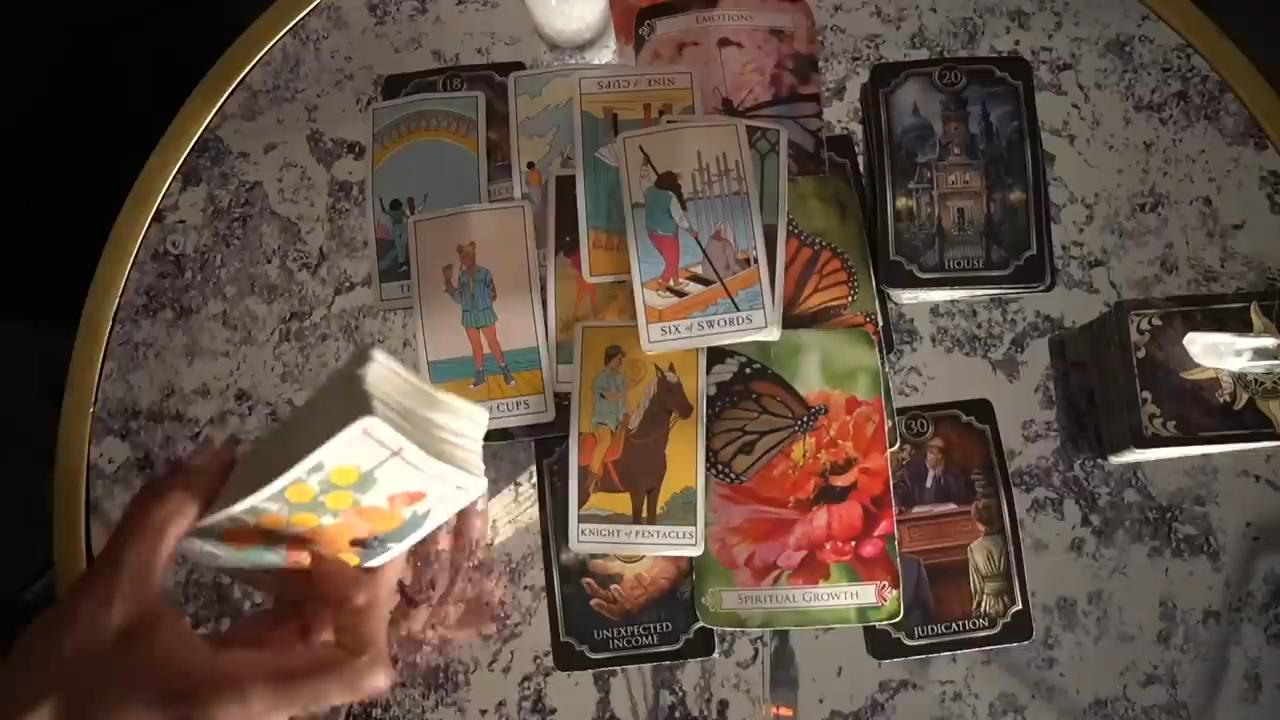 EMOTIONS
18
NINE of CUPS
20
HOUSE
SIX of SWORDS
CUPS
30
KNIGHT of PENTACLES
SPIRITUAL GROWTH
UNEXPECTED
INCOME
JUDICATION